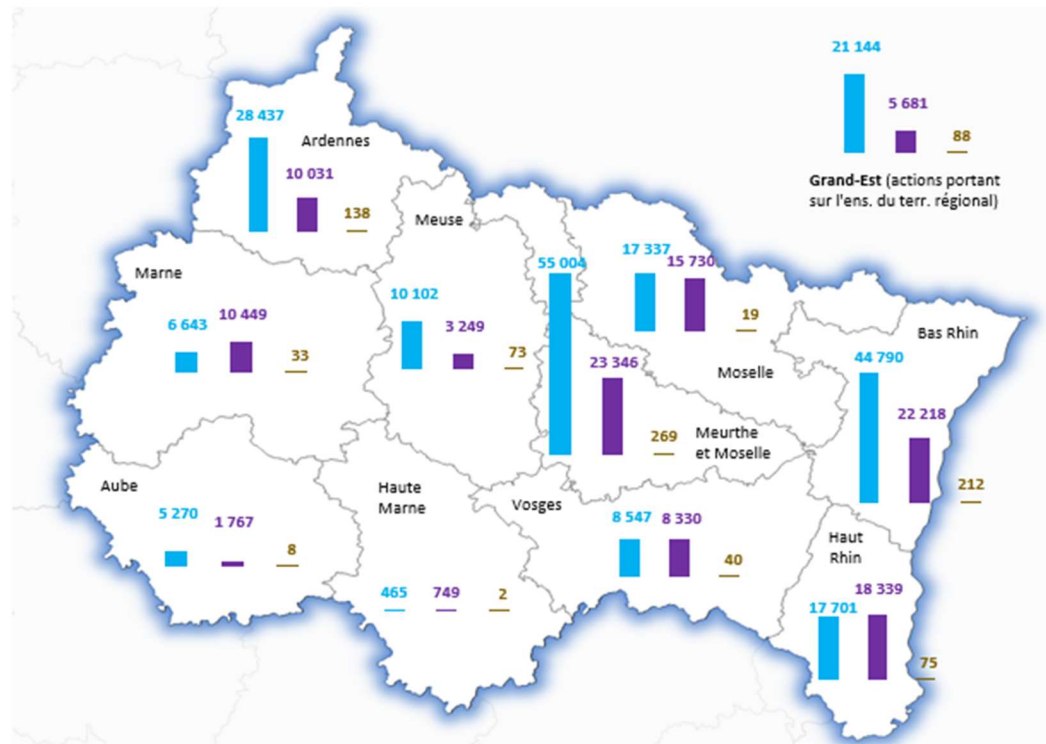 21 144
5 681
88
Grand-Est (actions portant
sur l'ens. du terr. régional)
28 437
Ardennes
10 031
138
Meuse
Marne
6 643
10 449
33
10 102
3 249
73
55 004
23 346
269
Meurthe
et Moselle
17 337
15 730
19
Moselle
Bas Rhin
44 790
22 218
212
Aube
5 270
1 767
8
Haute
Marne
465
749
2
Vosges
8 547
8 330
40
Haut
Rhin
17 701
18 339
75